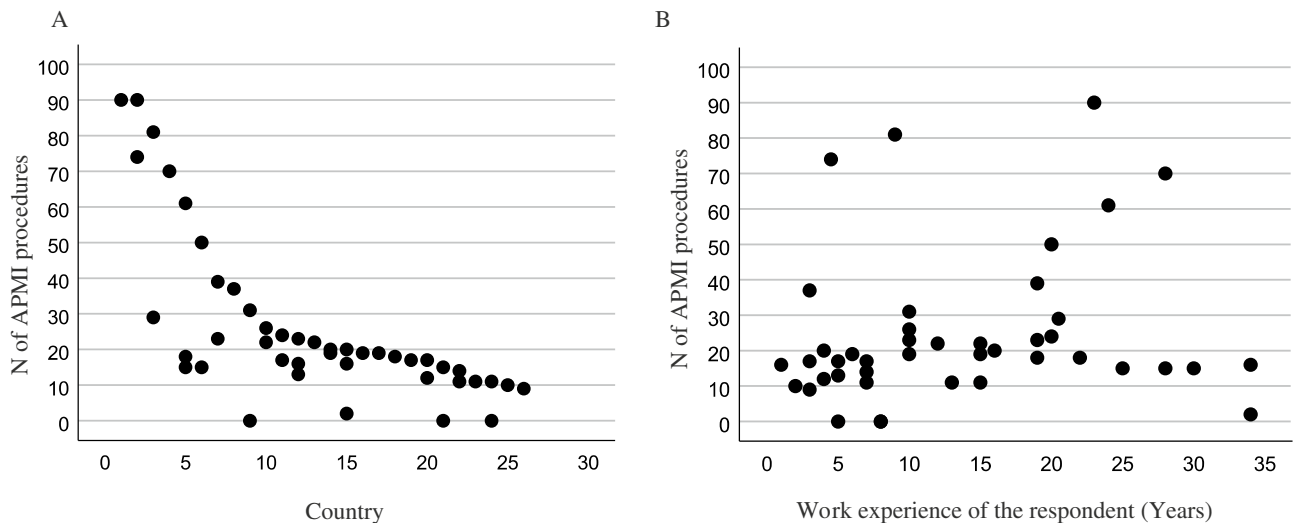 A
N of APMI procedures
100
90
80
70
60
50
40
30
20
10
0
0 5 10 15 20 25 30
Country
B
N of APMI procedures
100
90
80
70
60
50
40
30
20
10
0
0 5 10 15 20 25 30 35
Work experience of the respondent (Years)